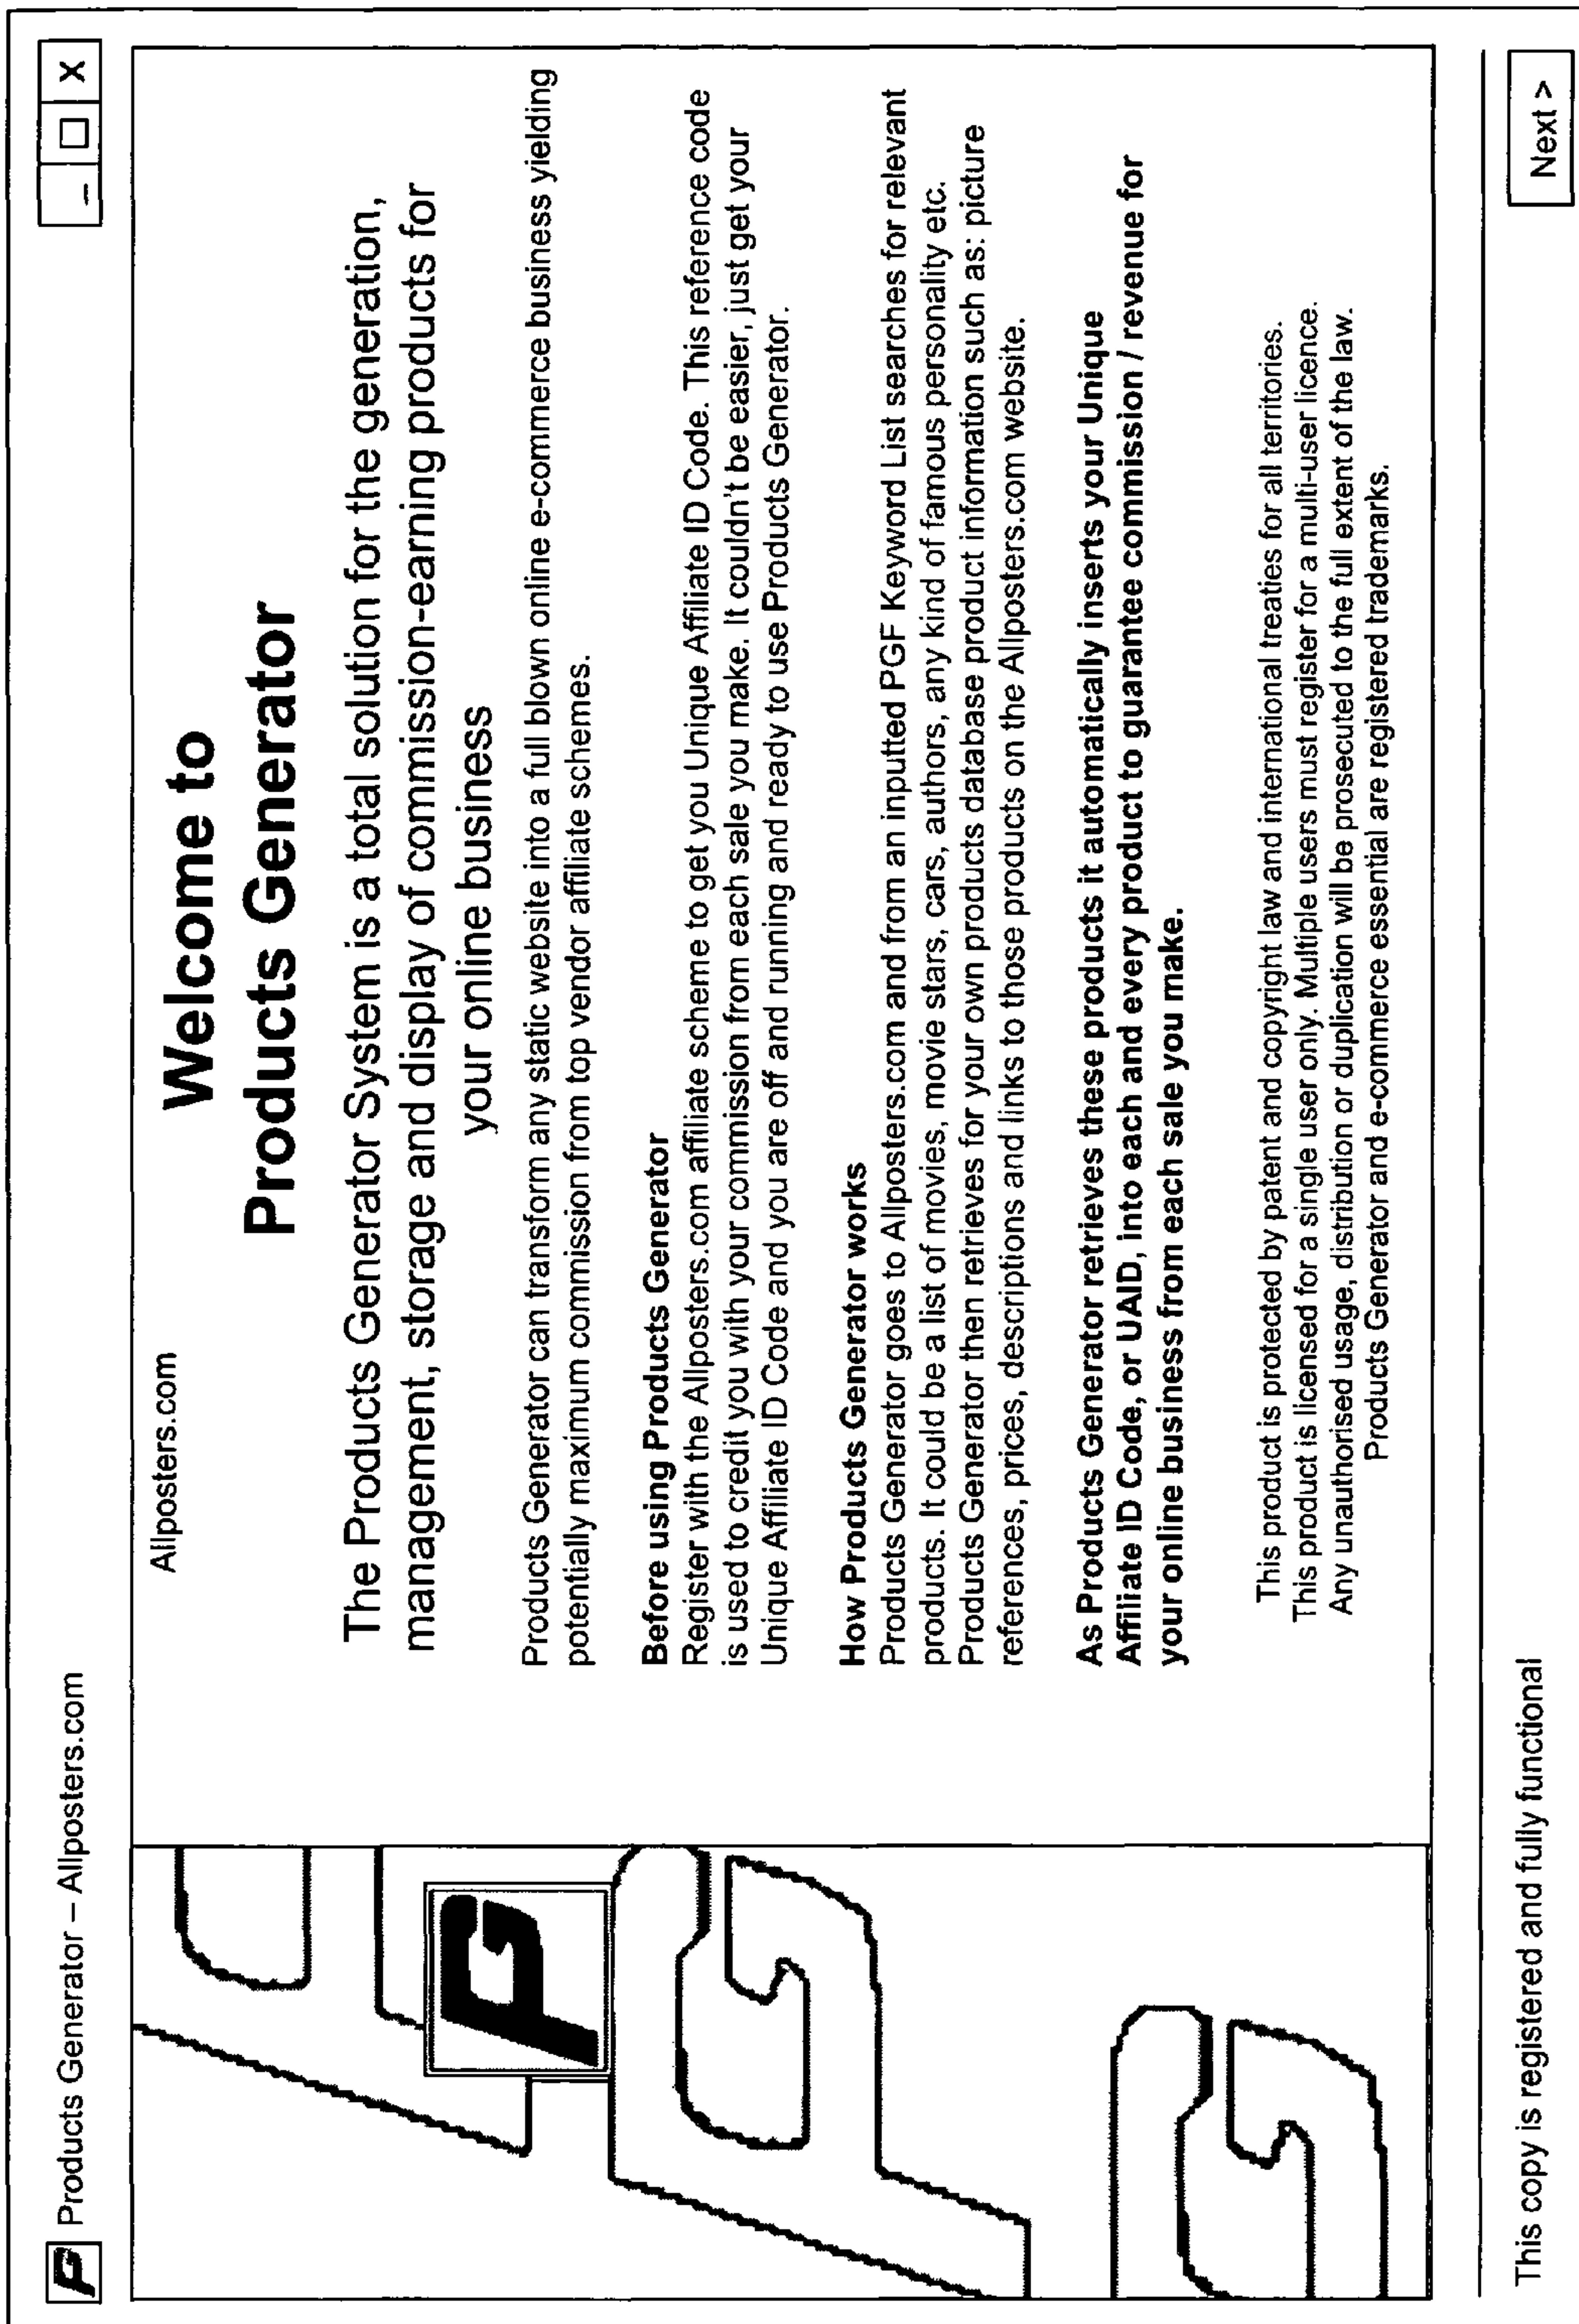 PG Products Generator – Allposters.com
_ □ X
Allposters.com
Welcome to
Products Generator
The Products Generator System is a total solution for the generation,
management, storage and display of commission-earning products for
your online business
Products Generator can transform any static website into a full blown online e-commerce business yielding
potentially maximum commission from top vendor affiliate schemes.
Before using Products Generator
Register with the Allposters.com affiliate scheme to get you Unique Affiliate ID Code. This reference code
is used to credit you with your commission from each sale you make. It couldn't be easier, just get your
Unique Affiliate ID Code and you are off and running and ready to use Products Generator.
How Products Generator works
Products Generator goes to Allposters.com and from an inputted PGF Keyword List searches for relevant
products. It could be a list of movies, movie stars, cars, authors, any kind of famous personality etc.
Products Generator then retrieves for your own products database product information such as: picture
references, prices, descriptions and links to those products on the Allposters.com website.
As Products Generator retrieves these products it automatically inserts your Unique
Affiliate ID Code, or UAID, into each and every product to guarantee commission / revenue for
your online business from each sale you make.
This product is protected by patent and copyright law and international treaties for all territories.
This product is licensed for a single user only. Multiple users must register for a multi-user licence.
Any unauthorised usage, distribution or duplication will be prosecuted to the full extent of the law.
Products Generator and e-commerce essential are registered trademarks.
PG
This copy is registered and fully functional
Next >